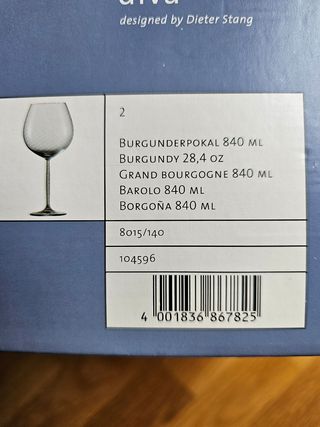 diva
designed by Dieter Stang
2
Burgunderpokal 840 ml
Burgundy 28,4 oz
Grand bourgogne 840 ml
Barolo 840 ml
Borgoña 840 ml
8015/140
104596
4 001836 867825